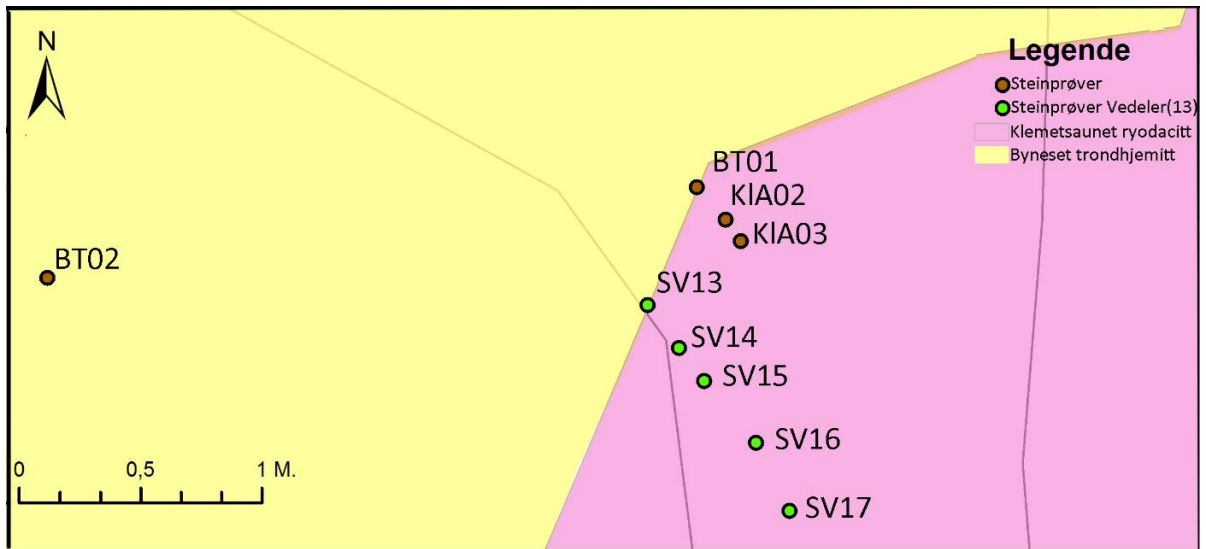 N
Legende
Steinprøver
Steinprøver Vedeler(13)
Klemetsaunet ryodacitt
Byneset trondhjemitt
BT01
KlA02
KlA03
BT02
SV13
SV14
SV15
SV16
SV17
0 0,5 1 M.